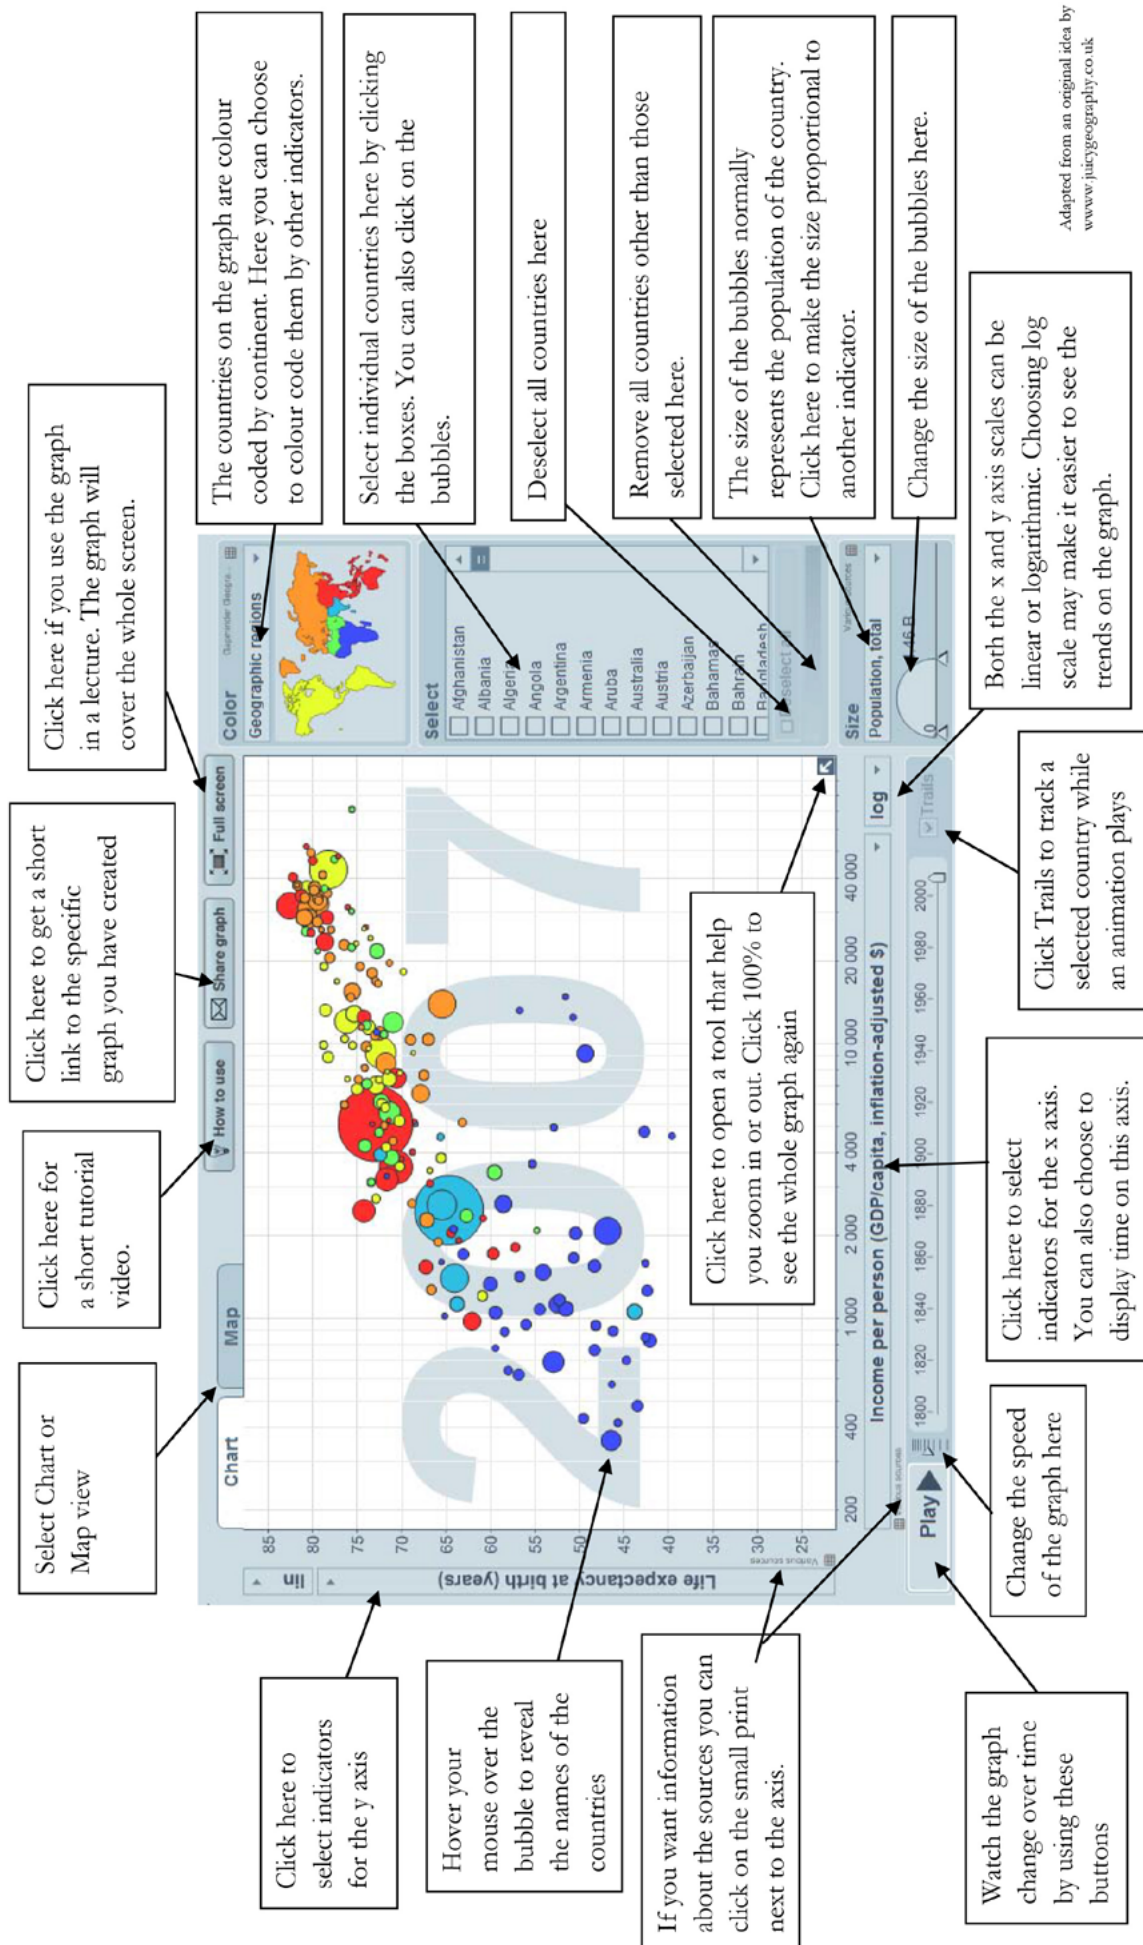 Select Chart or
Map view
Click here for
a short tutorial
video.
Click here to get a short
link to the specific
graph you have created
Click here if you use the graph
in a lecture. The graph will
cover the whole screen.
Click here to
select indicators
for the y axis
Hover your
mouse over the
bubble to reveal
the names of the
countries
If you want information
about the sources you can
click on the small print
next to the axis.
Watch the graph
change over time
by using these
buttons
Chart
Map
How to use
Share graph
Full screen
lin
Life expectancy at birth (years)
Various sources
85
80
75
70
65
60
55
50
45
40
35
30
25
2007
200
400
1 000
2 000
4 000
10 000
20 000
40 000
Income per person (GDP/capita, inflation-adjusted $)
log
Play
1800
1820
1840
1860
1880
1900
1920
1940
1960
1980
2000
Trails
Color
Geographic regions
Select
Afghanistan
Albania
Algeria
Angola
Argentina
Armenia
Aruba
Australia
Austria
Azerbaijan
Bahamas
Bahrain
Bangladesh
Size
Population, total
0
Click here to open a tool that help
you zoom in or out. Click 100% to
see the whole graph again
The countries on the graph are colour
coded by continent. Here you can choose
to colour code them by other indicators.
Select individual countries here by clicking
the boxes. You can also click on the
bubbles.
Deselect all countries here
Remove all countries other than those
selected here.
The size of the bubbles normally
represents the population of the country.
Click here to make the size proportional to
another indicator.
Change the size of the bubbles here.
Change the speed
of the graph here
Click here to select
indicators for the x axis.
You can also choose to
display time on this axis.
Click Trails to track a
selected country while
an animation plays
Both the x and y axis scales can be
linear or logarithmic. Choosing log
scale may make it easier to see the
trends on the graph.
Adapted from an original idea by
wwww.juicygeography.co.uk